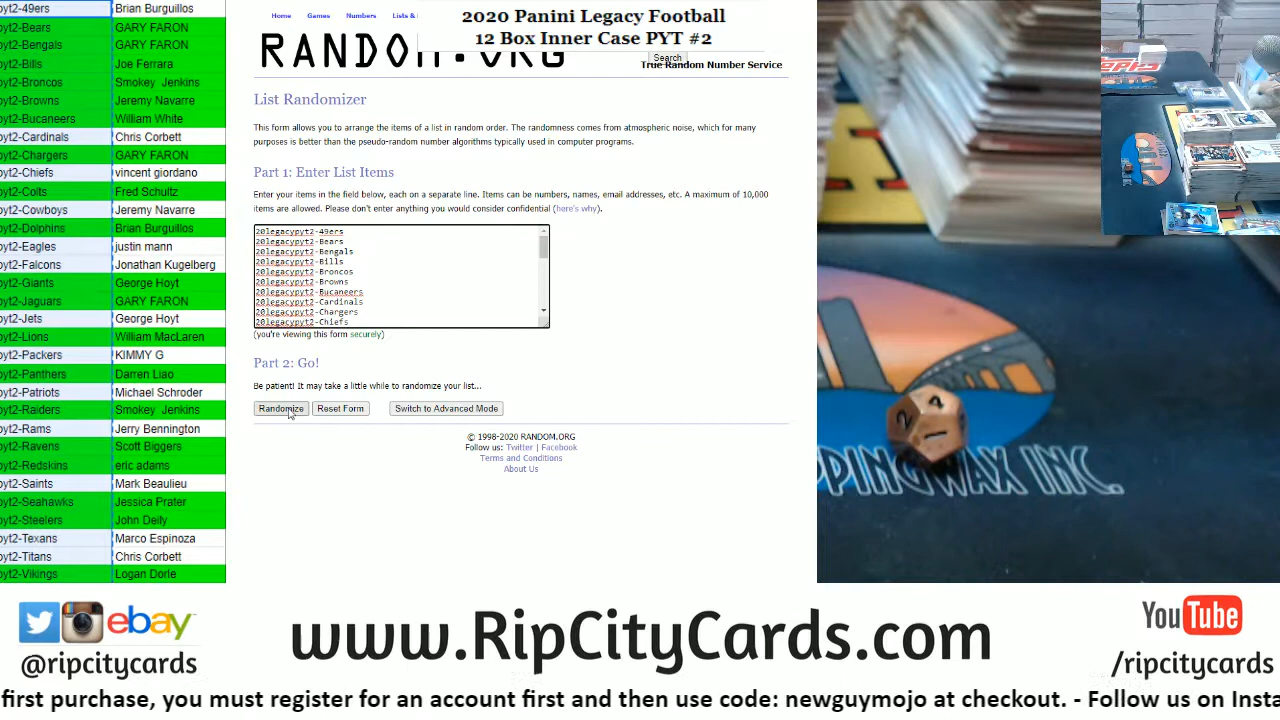 pyt2-49ers Brian Burguillos
pyt2-Bears GARY FARON
pyt2-Bengals GARY FARON
pyt2-Bills Joe Ferrara
pyt2-Broncos Smokey Jenkins
pyt2-Browns Jeremy Navarre
pyt2-Bucaneers William White
pyt2-Cardinals Chris Corbett
pyt2-Chargers GARY FARON
pyt2-Chiefs vincent giordano
pyt2-Colts Fred Schultz
pyt2-Cowboys Jeremy Navarre
pyt2-Dolphins Brian Burguillos
pyt2-Eagles justin mann
pyt2-Falcons Jonathan Kugelberg
pyt2-Giants George Hoyt
pyt2-Jaguars GARY FARON
pyt2-Jets George Hoyt
pyt2-Lions William MacLaren
pyt2-Packers KIMMY G
pyt2-Panthers Darren Liao
pyt2-Patriots Michael Schroder
pyt2-Raiders Smokey Jenkins
pyt2-Rams Jerry Bennington
pyt2-Ravens Scott Biggers
pyt2-Redskins eric adams
pyt2-Saints Mark Beaulieu
pyt2-Seahawks Jessica Prater
pyt2-Steelers John Deily
pyt2-Texans Marco Espinoza
pyt2-Titans Chris Corbett
pyt2-Vikings Logan Dorle
Home Games Numbers Lists &
2020 Panini Legacy Football
12 Box Inner Case PYT #2
RANDOM.ORG
Search
True Random Number Service
List Randomizer
This form allows you to arrange the items of a list in random order. The randomness comes from atmospheric noise, which for many
purposes is better than the pseudo-random number algorithms typically used in computer programs.
Part 1: Enter List Items
Enter your items in the field below, each on a separate line. Items can be numbers, names, email addresses, etc. A maximum of 10,000
items are allowed. Please don't enter anything you would consider confidential (here's why).
20legacypyt2-49ers
20legacypyt2-Bears
20legacypyt2-Bengals
20legacypyt2-Bills
20legacypyt2-Broncos
20legacypyt2-Browns
20legacypyt2-Bucaneers
20legacypyt2-Cardinals
20legacypyt2-Chargers
20legacypyt2-Chiefs
(you're viewing this form securely)
Part 2: Go!
Be patient! It may take a little while to randomize your list...
Randomize Reset Form Switch to Advanced Mode
© 1998-2020 RANDOM.ORG
Follow us: Twitter | Facebook
Terms and Conditions
About Us
TOPPS
2 4 1
PPINGWAX INC.
ebay
@ripcitycards
www.RipCityCards.com
YouTube
/ripcitycards
first purchase, you must register for an account first and then use code: newguymojo at checkout. - Follow us on Insta